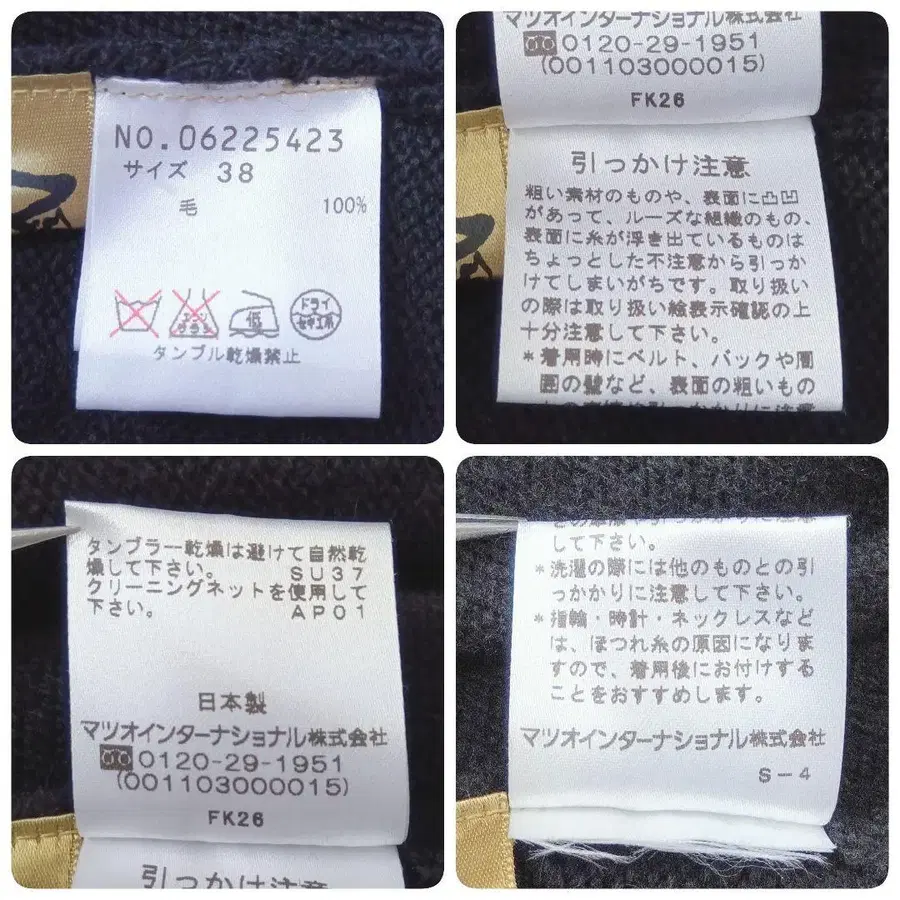 NO.06225423
サイズ 38
毛 100%
エンソ
サラシ
低
ドライ
セキユ系
タンブル乾燥禁止
マツオインターナショナル株式会社
0120-29-1951
(001103000015)
FK26
引っかけ注意
粗い素材のものや、表面に凸凹
があって、ルーズな組織のもの、
表面に糸が浮き出ているものは
ちょっとした不注意から引っか
けてしまいがちです。取り扱い
の際は取り扱い絵表示確認の上
十分注意して下さい。
*着用時にベルト、バックや周
囲の壁など、表面の粗いもの
タンブラー乾燥は避けて自然乾
燥して下さい。 SU37
クリーニングネットを使用して
下さい。 AP01
日本製
マツオインターナショナル株式会社
0120-29-1951
(001103000015)
FK26
引っかけ注意
して下さい。
*洗濯の際には他のものとの引
っかかりに注意して下さい。
*指輪・時計・ネックレスなど
は、ほつれ糸の原因になりま
すので、着用後にお付けする
ことをおすすめします。
マツオインターナショナル株式会社
S-4